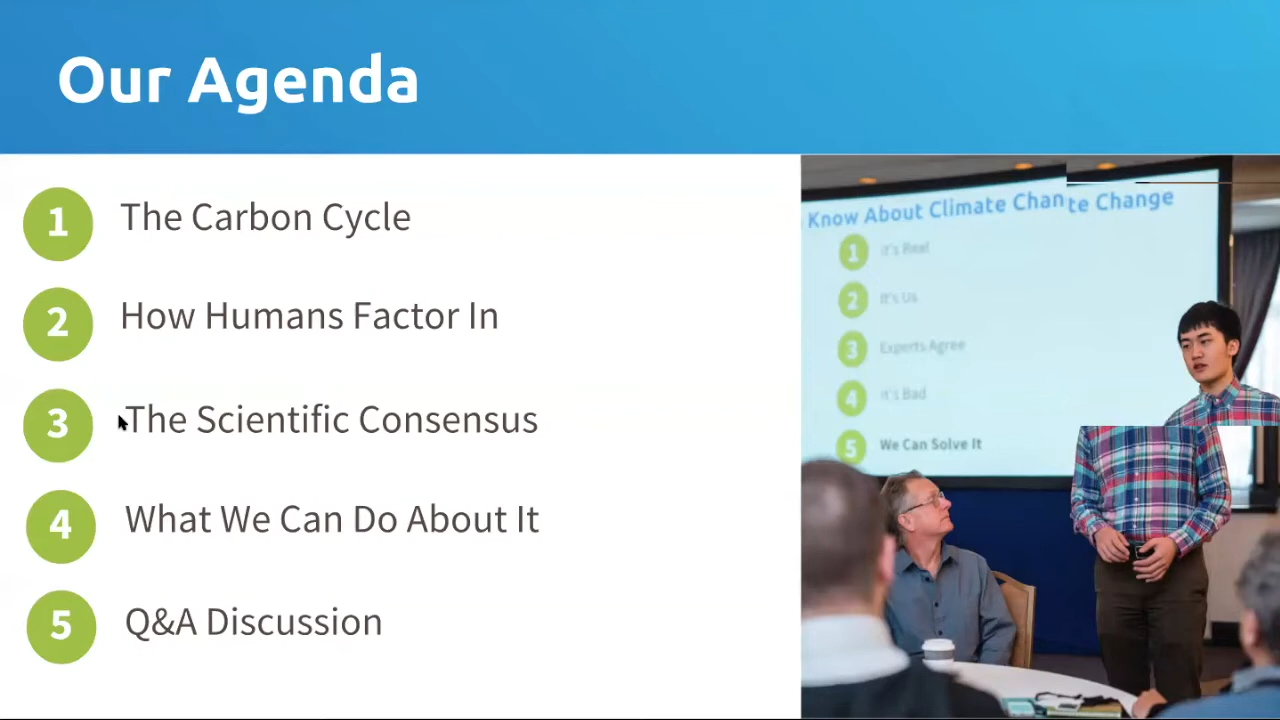 Our Agenda
1 The Carbon Cycle
2 How Humans Factor In
3 The Scientific Consensus
4 What We Can Do About It
5 Q&A Discussion
Know About Climate Chan te Change
1 It's Real
2 It's Us
3 Experts Agree
4 It's Bad
5 We Can Solve It